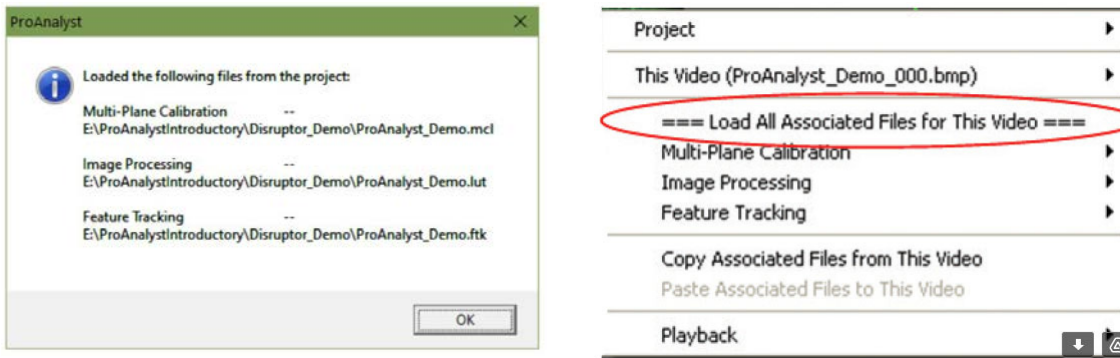 ProAnalyst
Loaded the following files from the project:
Multi-Plane Calibration --
E:\ProAnalystIntroductory\Disruptor_Demo\ProAnalyst_Demo.mcl
Image Processing --
E:\ProAnalystIntroductory\Disruptor_Demo\ProAnalyst_Demo.lut
Feature Tracking --
E:\ProAnalystIntroductory\Disruptor_Demo\ProAnalyst_Demo.ftk
OK
Project
This Video (ProAnalyst_Demo_000.bmp)
=== Load All Associated Files for This Video ===
Multi-Plane Calibration
Image Processing
Feature Tracking
Copy Associated Files from This Video
Paste Associated Files to This Video
Playback